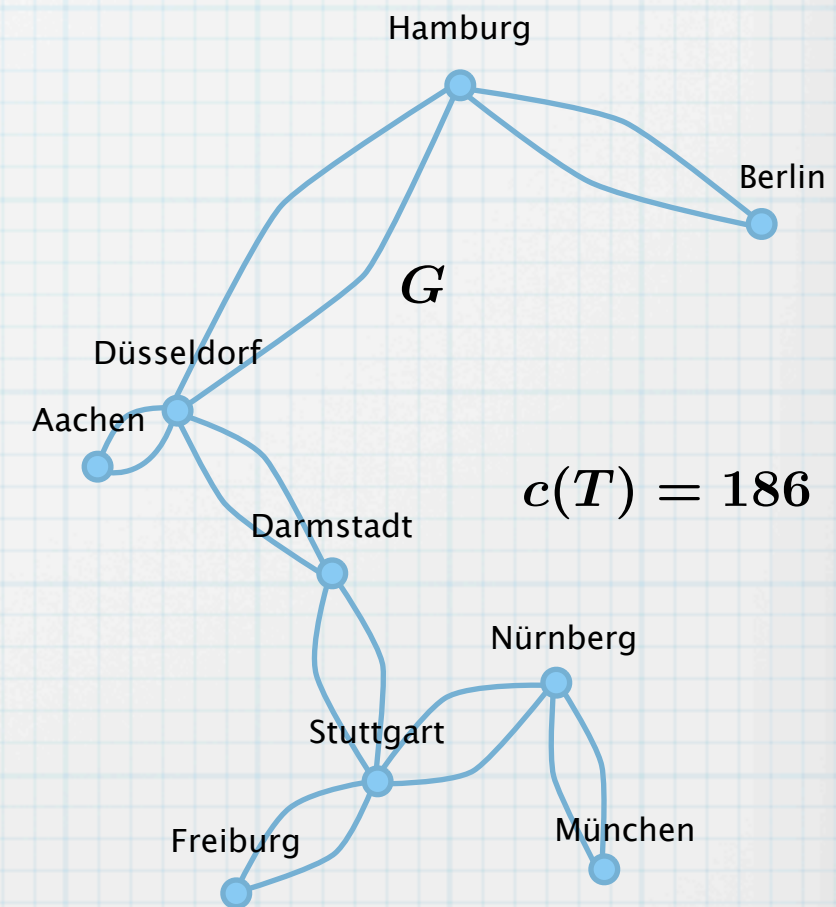 Hamburg
Berlin
G
Düsseldorf
Aachen
c(T) = 186
Darmstadt
Nürnberg
Stuttgart
München
Freiburg